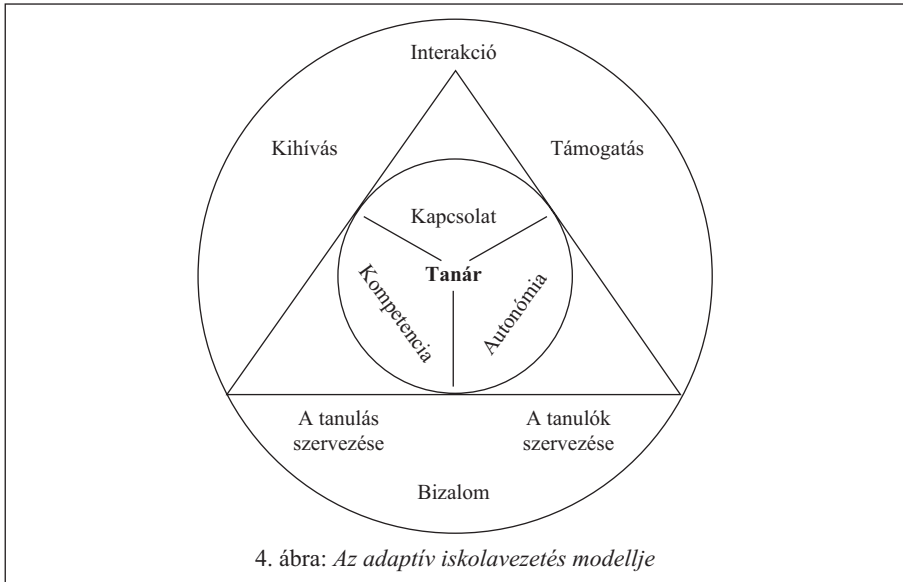 Interakció
Kihívás
Támogatás
Kapcsolat
Tanár
Kompetencia
Autonómia
A tanulás
szervezése
A tanulók
szervezése
Bizalom
4. ábra: Az adaptív iskolavezetés modellje